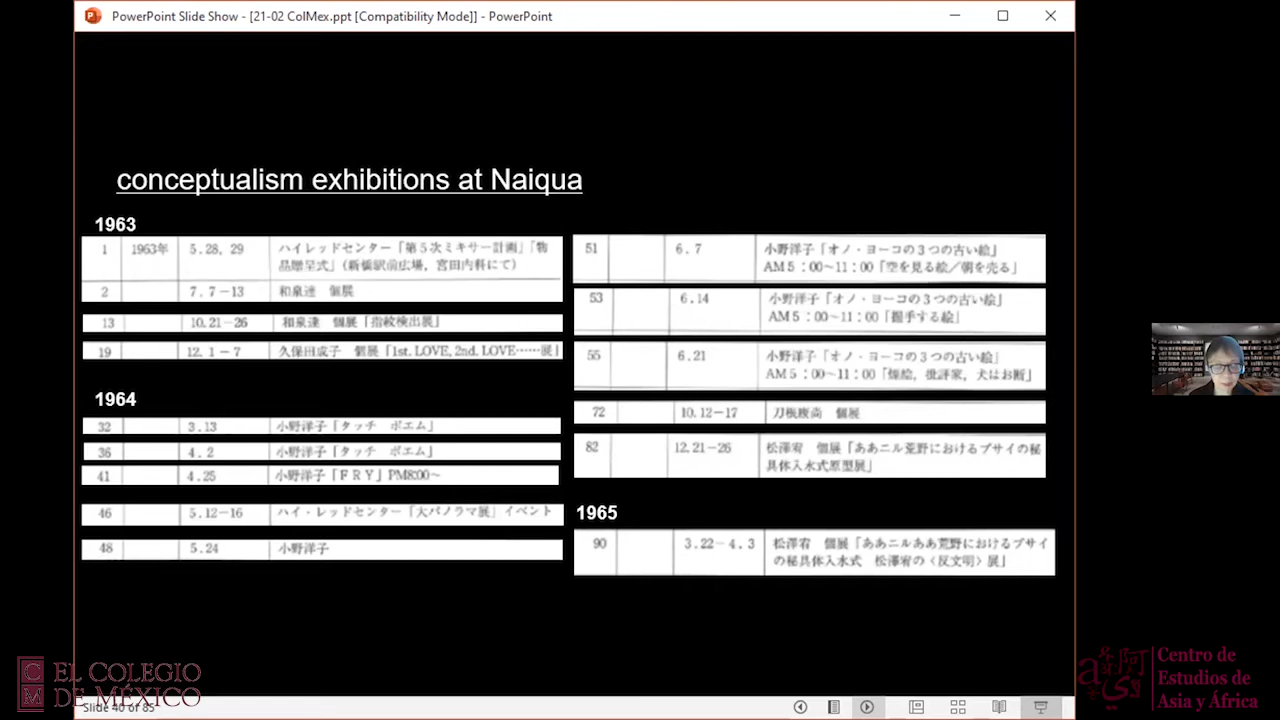 PowerPoint Slide Show - [21-02 ColMex.ppt [Compatibility Mode]] - PowerPoint
conceptualism exhibitions at Naiqua
1963
1 1963年 5.28, 29 ハイレッドセンター「第5次ミキサー計画」「物
品贈呈式」(新橋駅前広場, 宮田内科にて)
2 7.7-13 和泉達 個展
13 10.21-26 和泉達 個展「指紋検出展」
19 12.1-7 久保田成子 個展「1st. LOVE, 2nd. LOVE……展」
1964
32 3.13 小野洋子「タッチ ポエム」
36 4.2 小野洋子「タッチ ポエム」
41 4.25 小野洋子「FRY」PM8:00~
46 5.12-16 ハイ・レッドセンター「大パノラマ展」イベント
48 5.24 小野洋子
51 6.7 小野洋子「オノ・ヨーコの3つの古い絵」
AM5:00~11:00「空を見る絵/朝を売る」
53 6.14 小野洋子「オノ・ヨーコの3つの古い絵」
AM5:00~11:00「握手する絵」
55 6.21 小野洋子「オノ・ヨーコの3つの古い絵」
AM5:00~11:00「煙絵, 批評家, 犬はお断」
72 10.12-17 刀根康尚 個展
82 12.21-26 松澤宥 個展「ああニル荒野におけるプサイの秘
具体入水式原型展」
1965
90 3.22-4.3 松澤宥 個展「ああニルああ荒野におけるプサイ
の秘具体入水式 松澤宥の〈反文明〉展」
EL COLEGIO
DE MÉXICO
Slide 40 of 85
Centro de
Estudios de
Asia y África